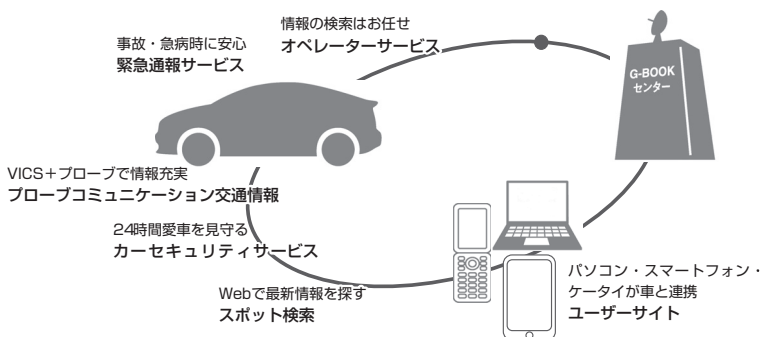 情報の検索はお任せ
オペレーターサービス
事故・急病時に安心
緊急通報サービス
G-BOOK
センター
VICS＋プローブで情報充実
プローブコミュニケーション交通情報
24時間愛車を見守る
カーセキュリティサービス
Webで最新情報を探す
スポット検索
パソコン・スマートフォン・
ケータイが車と連携
ユーザーサイト